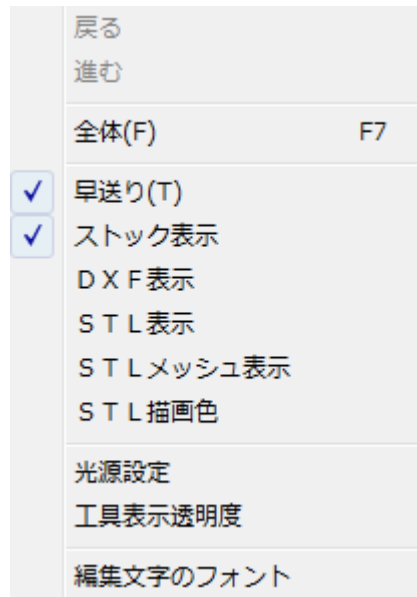 戻る
進む
全体(F) F7
早送り(T)
ストック表示
ＤＸＦ表示
ＳＴＬ表示
ＳＴＬメッシュ表示
ＳＴＬ描画色
光源設定
工具表示透明度
編集文字のフォント